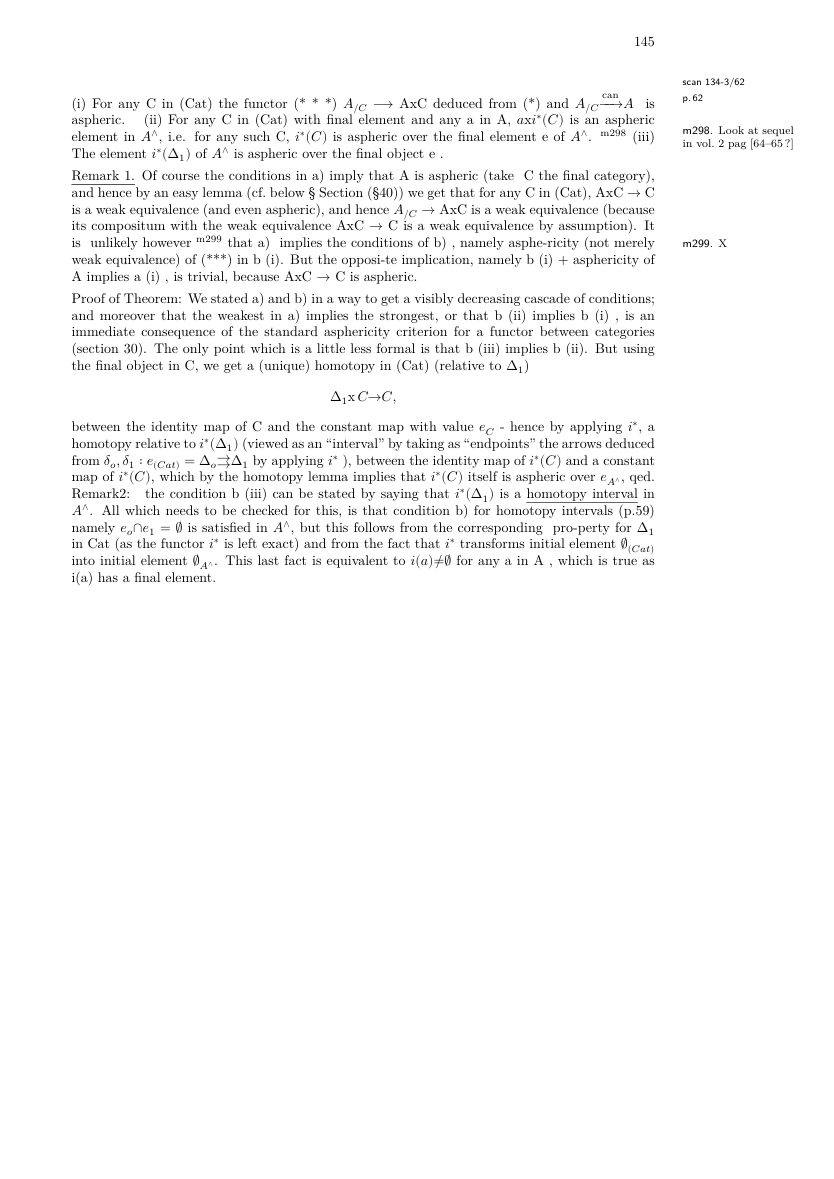 145
scan 134-3/62
p. 62
(i) For any C in (Cat) the functor (* * *) A_{/C} ⟶ AxC deduced from (*) and A_{/C} \xrightarrow{can} A is
aspheric. (ii) For any C in (Cat) with final element and any a in A, axi*(C) is an aspheric
element in A^, i.e. for any such C, i*(C) is aspheric over the final element e of A^. m298 (iii)
The element i*(Δ₁) of A^ is aspheric over the final object e .
m298. Look at sequel
in vol. 2 pag [64–65 ?]
Remark 1. Of course the conditions in a) imply that A is aspheric (take C the final category),
and hence by an easy lemma (cf. below § Section (§40)) we get that for any C in (Cat), AxC → C
is a weak equivalence (and even aspheric), and hence A_{/C} → AxC is a weak equivalence (because
its compositum with the weak equivalence AxC → C is a weak equivalence by assumption). It
is unlikely however m299 that a) implies the conditions of b) , namely asphe-ricity (not merely
weak equivalence) of (***) in b (i). But the opposi-te implication, namely b (i) + asphericity of
A implies a (i) , is trivial, because AxC → C is aspheric.
m299. X
Proof of Theorem: We stated a) and b) in a way to get a visibly decreasing cascade of conditions;
and moreover that the weakest in a) implies the strongest, or that b (ii) implies b (i) , is an
immediate consequence of the standard asphericity criterion for a functor between categories
(section 30). The only point which is a little less formal is that b (iii) implies b (ii). But using
the final object in C, we get a (unique) homotopy in (Cat) (relative to Δ₁)
Δ₁x C→C,
between the identity map of C and the constant map with value e_C - hence by applying i*, a
homotopy relative to i*(Δ₁) (viewed as an “interval” by taking as “endpoints” the arrows deduced
from δ_o, δ₁ : e_{(Cat)} = Δ_o⇉Δ₁ by applying i* ), between the identity map of i*(C) and a constant
map of i*(C), which by the homotopy lemma implies that i*(C) itself is aspheric over e_{A^}, qed.
Remark2: the condition b (iii) can be stated by saying that i*(Δ₁) is a homotopy interval in
A^. All which needs to be checked for this, is that condition b) for homotopy intervals (p.59)
namely e_o∩e₁ = ∅ is satisfied in A^, but this follows from the corresponding pro-perty for Δ₁
in Cat (as the functor i* is left exact) and from the fact that i* transforms initial element ∅_{(Cat)}
into initial element ∅_{A^}. This last fact is equivalent to i(a)≠∅ for any a in A , which is true as
i(a) has a final element.